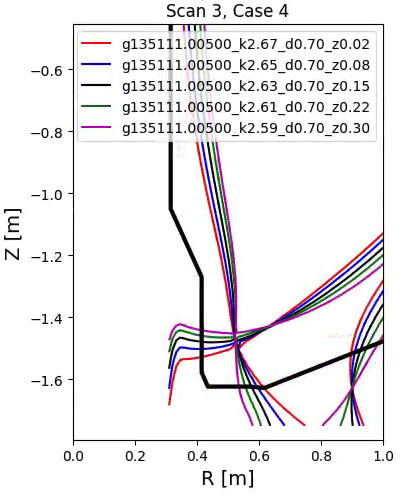 Scan 3, Case 4
g135111.00500_k2.67_d0.70_z0.02
g135111.00500_k2.65_d0.70_z0.08
g135111.00500_k2.63_d0.70_z0.15
g135111.00500_k2.61_d0.70_z0.22
g135111.00500_k2.59_d0.70_z0.30
−0.6
−0.8
−1.0
−1.2
−1.4
−1.6
Z [m]
0.0 0.2 0.4 0.6 0.8 1.0
R [m]